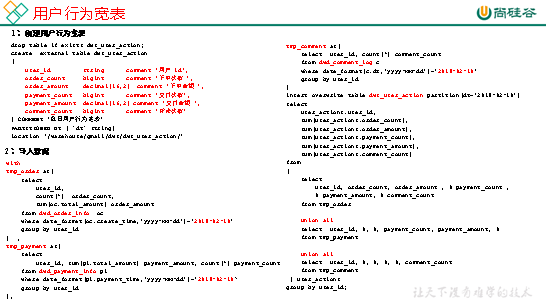 用户行为宽表
尚硅谷
1）创建用户行为宽表
drop table if exists dws_user_action;
create external table dws_user_action
(
user_id string comment '用户 id',
order_count bigint comment '下单次数',
order_amount decimal(16,2) comment '下单金额',
payment_count bigint comment '支付次数',
payment_amount decimal(16,2) comment '支付金额',
comment_count bigint comment '评论次数'
) COMMENT '每日用户行为宽表'
PARTITIONED BY ( `dt` string)
location '/warehouse/gmall/dws/dws_user_action/'
2）导入数据
with
tmp_order as(
select
user_id,
count(*) order_count,
sum(oc.total_amount) order_amount
from dwd_order_info oc
where date_format(oc.create_time,'yyyy-MM-dd')='2019-02-10'
group by user_id
) ,
tmp_payment as(
select
user_id, sum(pi.total_amount) payment_amount, count(*) payment_count
from dwd_payment_info pi
where date_format(pi.payment_time,'yyyy-MM-dd')='2019-02-10'
group by user_id
),
tmp_comment as(
select user_id, count(*) comment_count
from dwd_comment_log c
where date_format(c.dt,'yyyy-MM-dd')='2019-02-10'
group by user_id
)
insert overwrite table dws_user_action partition(dt='2019-02-10')
select
user_actions.user_id,
sum(user_actions.order_count),
sum(user_actions.order_amount),
sum(user_actions.payment_count),
sum(user_actions.payment_amount),
sum(user_actions.comment_count)
from
(
select
user_id, order_count, order_amount , 0 payment_count ,
0 payment_amount, 0 comment_count
from tmp_order
union all
select user_id, 0, 0, payment_count, payment_amount, 0
from tmp_payment
union all
select user_id, 0, 0, 0, 0, comment_count
from tmp_comment
) user_actions
group by user_id;
让天下没有难学的技术